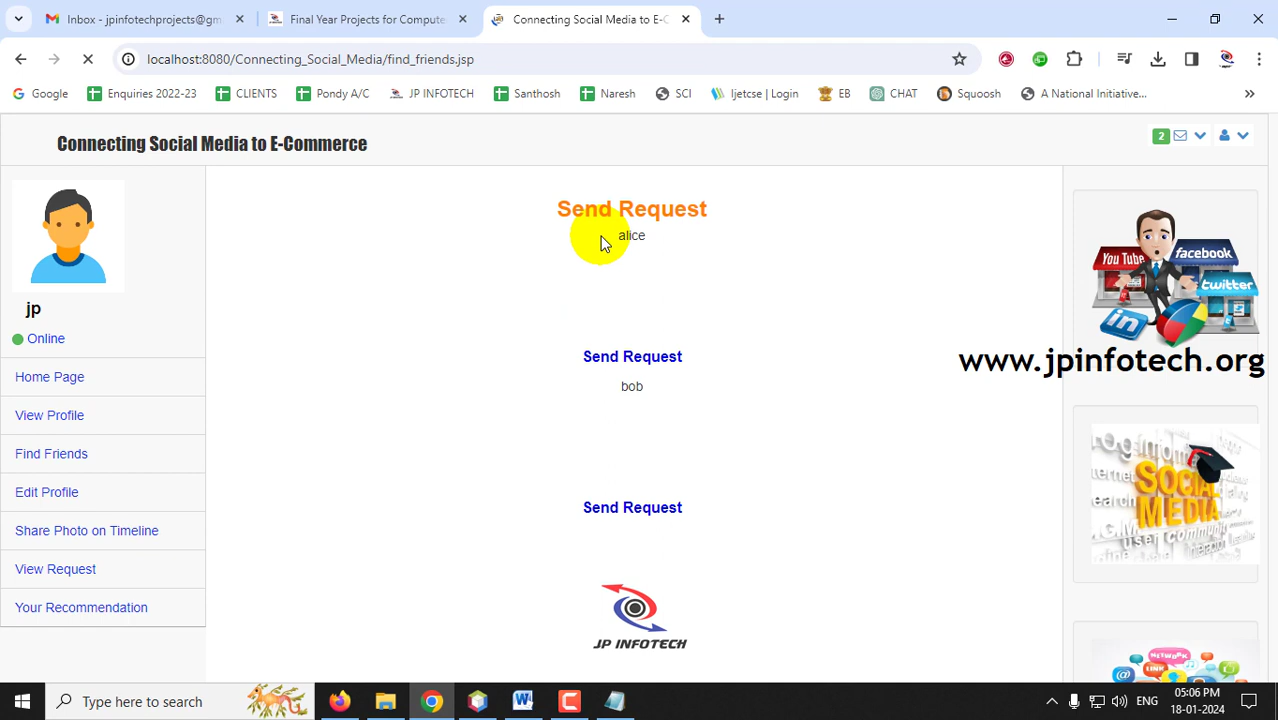 Inbox - jpinfotechprojects@gm
Final Year Projects for Compute
Connecting Social Media to E-C
localhost:8080/Connecting_Social_Media/find_friends.jsp
Google
Enquiries 2022-23
CLIENTS
Pondy A/C
JP INFOTECH
Santhosh
Naresh
SCI
Ijetcse | Login
EB
CHAT
Squoosh
A National Initiative...
Connecting Social Media to E-Commerce
2
jp
Online
Home Page
View Profile
Find Friends
Edit Profile
Share Photo on Timeline
View Request
Your Recommendation
Send Request
alice
Send Request
bob
Send Request
JP INFOTECH
You Tube
facebook
twitter
in
www.jpinfotech.org
SOCIAL
MEDIA
NETWORK
LINK
Type here to search
ENG
05:06 PM
18-01-2024